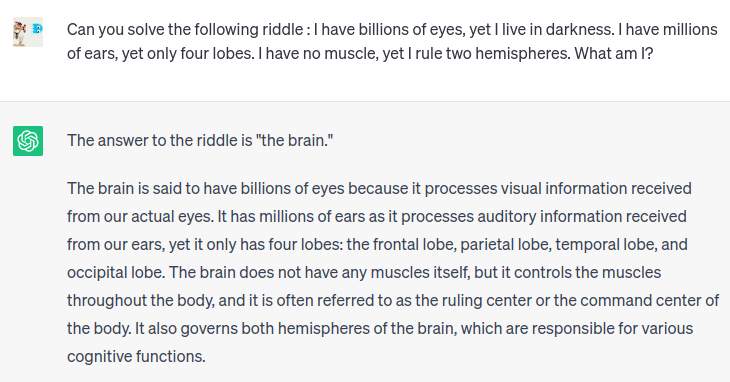 Can you solve the following riddle : I have billions of eyes, yet I live in darkness. I have millions
of ears, yet only four lobes. I have no muscle, yet I rule two hemispheres. What am I?
The answer to the riddle is "the brain."
The brain is said to have billions of eyes because it processes visual information received
from our actual eyes. It has millions of ears as it processes auditory information received
from our ears, yet it only has four lobes: the frontal lobe, parietal lobe, temporal lobe, and
occipital lobe. The brain does not have any muscles itself, but it controls the muscles
throughout the body, and it is often referred to as the ruling center or the command center of
the body. It also governs both hemispheres of the brain, which are responsible for various
cognitive functions.